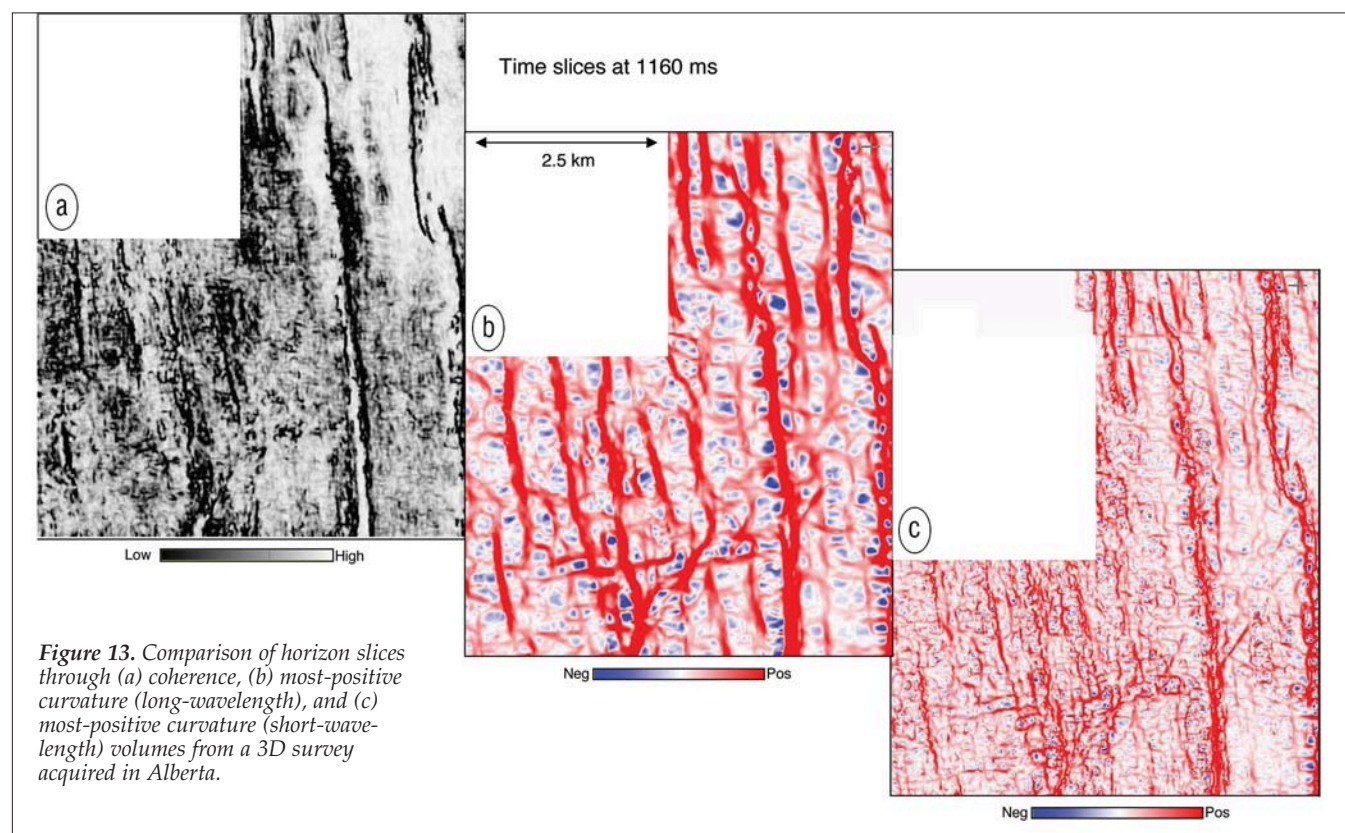 Time slices at 1160 ms
2.5 km
a
b
c
Low High
Neg Pos
Neg Pos
Figure 13. Comparison of horizon slices
through (a) coherence, (b) most-positive
curvature (long-wavelength), and (c)
most-positive curvature (short-wave-
length) volumes from a 3D survey
acquired in Alberta.